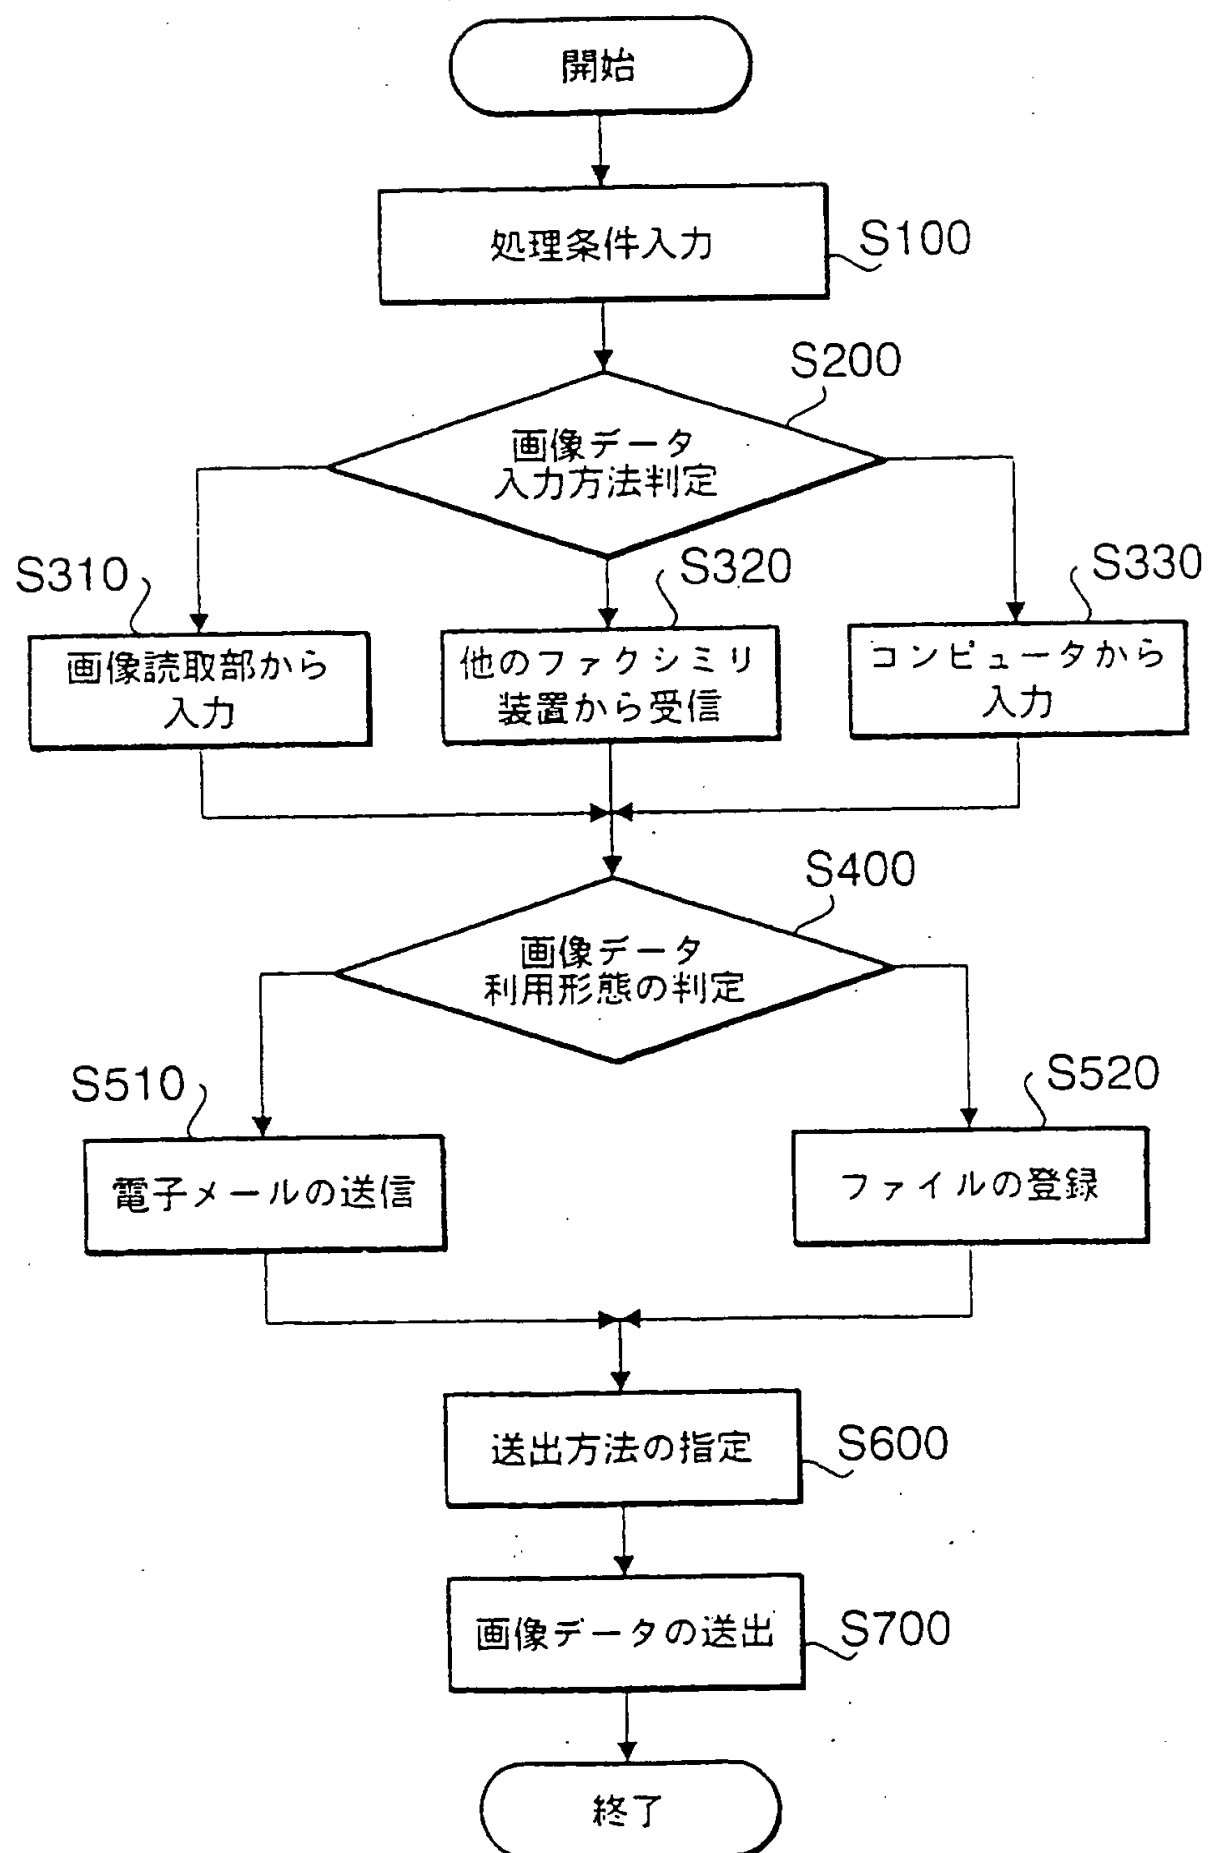 開始
処理条件入力
S100
S200
画像データ
入力方法判定
S310
S320
S330
画像読取部から
入力
他のファクシミリ
装置から受信
コンピュータから
入力
S400
画像データ
利用形態の判定
S510
S520
電子メールの送信
ファイルの登録
送出方法の指定
S600
画像データの送出
S700
終了